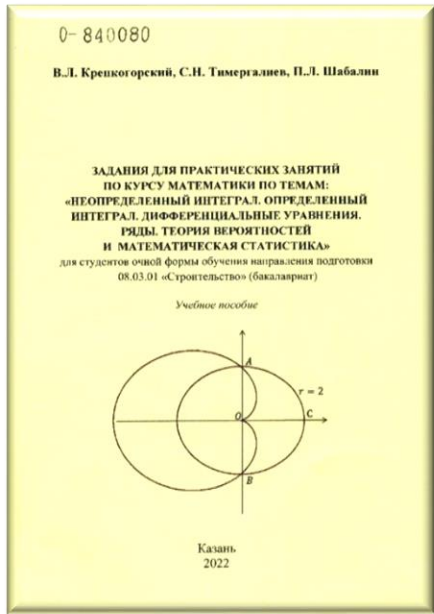 О- 840080
В.Л. Крепкогорский, С.Н. Тимергалиев, П.Л. Шабалин
ЗАДАНИЯ ДЛЯ ПРАКТИЧЕСКИХ ЗАНЯТИЙ
ПО КУРСУ МАТЕМАТИКИ ПО ТЕМАМ:
«НЕОПРЕДЕЛЕННЫЙ ИНТЕГРАЛ. ОПРЕДЕЛЕННЫЙ
ИНТЕГРАЛ. ДИФФЕРЕНЦИАЛЬНЫЕ УРАВНЕНИЯ.
РЯДЫ. ТЕОРИЯ ВЕРОЯТНОСТЕЙ
И МАТЕМАТИЧЕСКАЯ СТАТИСТИКА»
для студентов очной формы обучения направления подготовки
08.03.01 «Строительство» (бакалавриат)
Учебное пособие
A
r = 2
O
C
B
Казань
2022